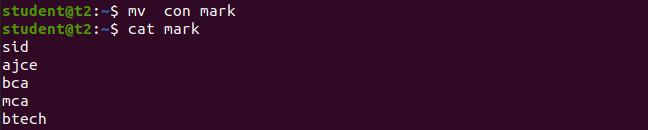 student@t2:~$ mv  con mark
student@t2:~$ cat mark
sid
ajce
bca
mca
btech